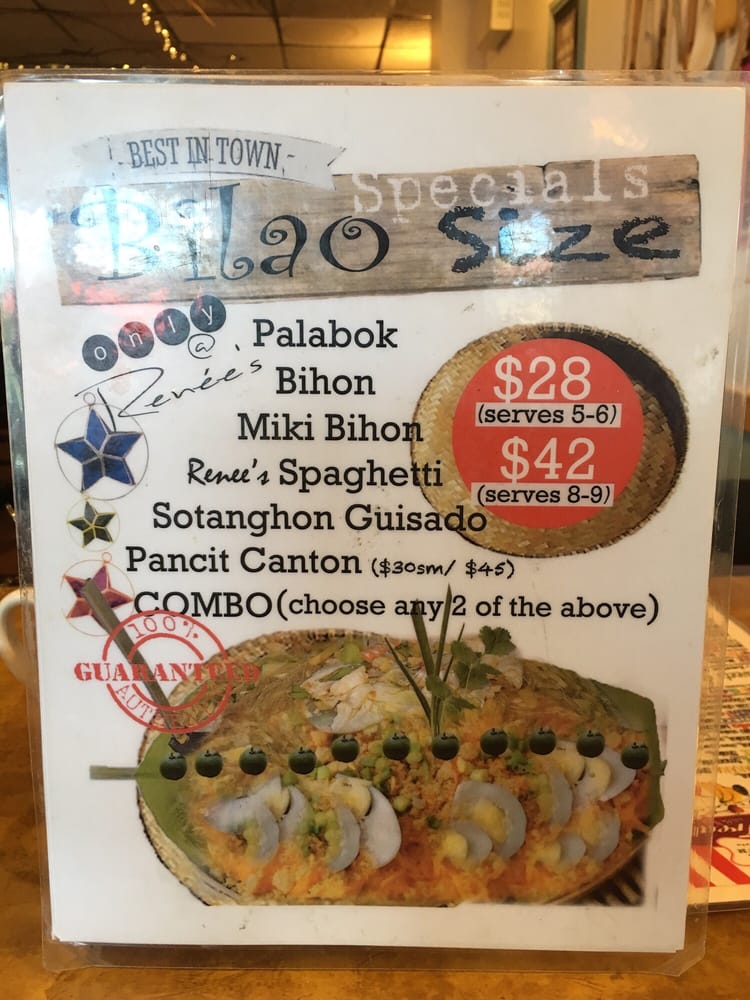 BEST IN TOWN
Specials
Bilao Size
only
@
Renée's
Palabok
Bihon
Miki Bihon
Renee's Spaghetti
Sotanghon Guisado
Pancit Canton ($30sm/ $45)
COMBO (choose any 2 of the above)
$28
(serves 5-6)
$42
(serves 8-9)
100%
GUARANTEED